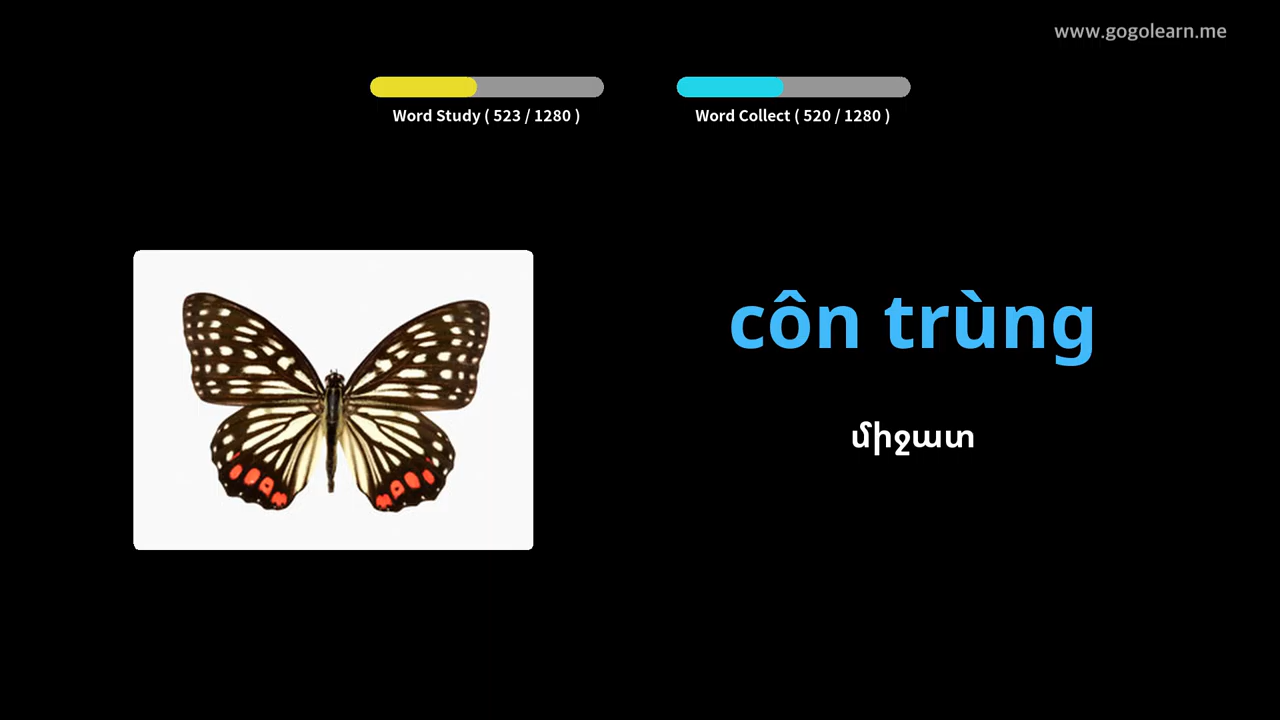 www.gogolearn.me
Word Study ( 523 / 1280 )
Word Collect ( 520 / 1280 )
côn trùng
միջատ